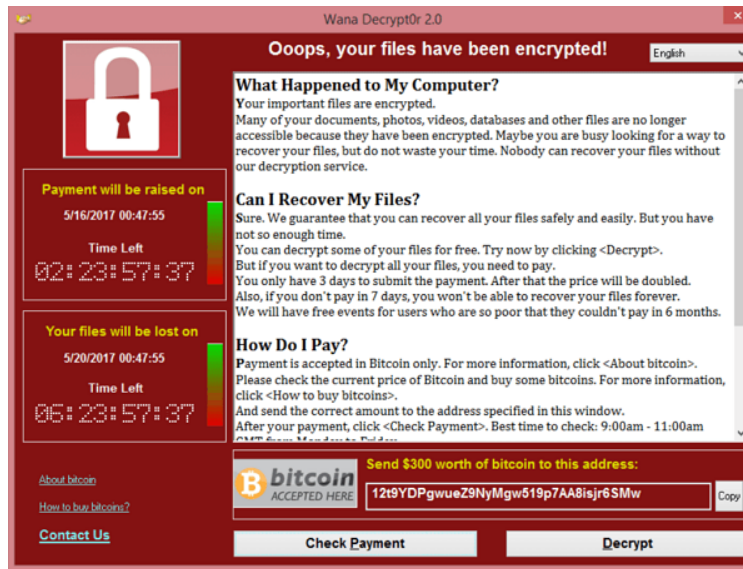 Wana Decrypt0r 2.0
Ooops, your files have been encrypted!
English
What Happened to My Computer?
Your important files are encrypted.
Many of your documents, photos, videos, databases and other files are no longer
accessible because they have been encrypted. Maybe you are busy looking for a way to
recover your files, but do not waste your time. Nobody can recover your files without
our decryption service.
Can I Recover My Files?
Sure. We guarantee that you can recover all your files safely and easily. But you have
not so enough time.
You can decrypt some of your files for free. Try now by clicking <Decrypt>.
But if you want to decrypt all your files, you need to pay.
You only have 3 days to submit the payment. After that the price will be doubled.
Also, if you don't pay in 7 days, you won't be able to recover your files forever.
We will have free events for users who are so poor that they couldn't pay in 6 months.
How Do I Pay?
Payment is accepted in Bitcoin only. For more information, click <About bitcoin>.
Please check the current price of Bitcoin and buy some bitcoins. For more information,
click <How to buy bitcoins>.
And send the correct amount to the address specified in this window.
After your payment, click <Check Payment>. Best time to check: 9:00am - 11:00am
GMT from Monday to Friday.
Payment will be raised on
5/16/2017 00:47:55
Time Left
02:23:57:37
Your files will be lost on
5/20/2017 00:47:55
Time Left
06:23:57:37
About bitcoin
How to buy bitcoins?
Contact Us
bitcoin
ACCEPTED HERE
Send $300 worth of bitcoin to this address:
12t9YDPgwueZ9NyMgw519p7AA8isjr6SMw
Copy
Check Payment
Decrypt